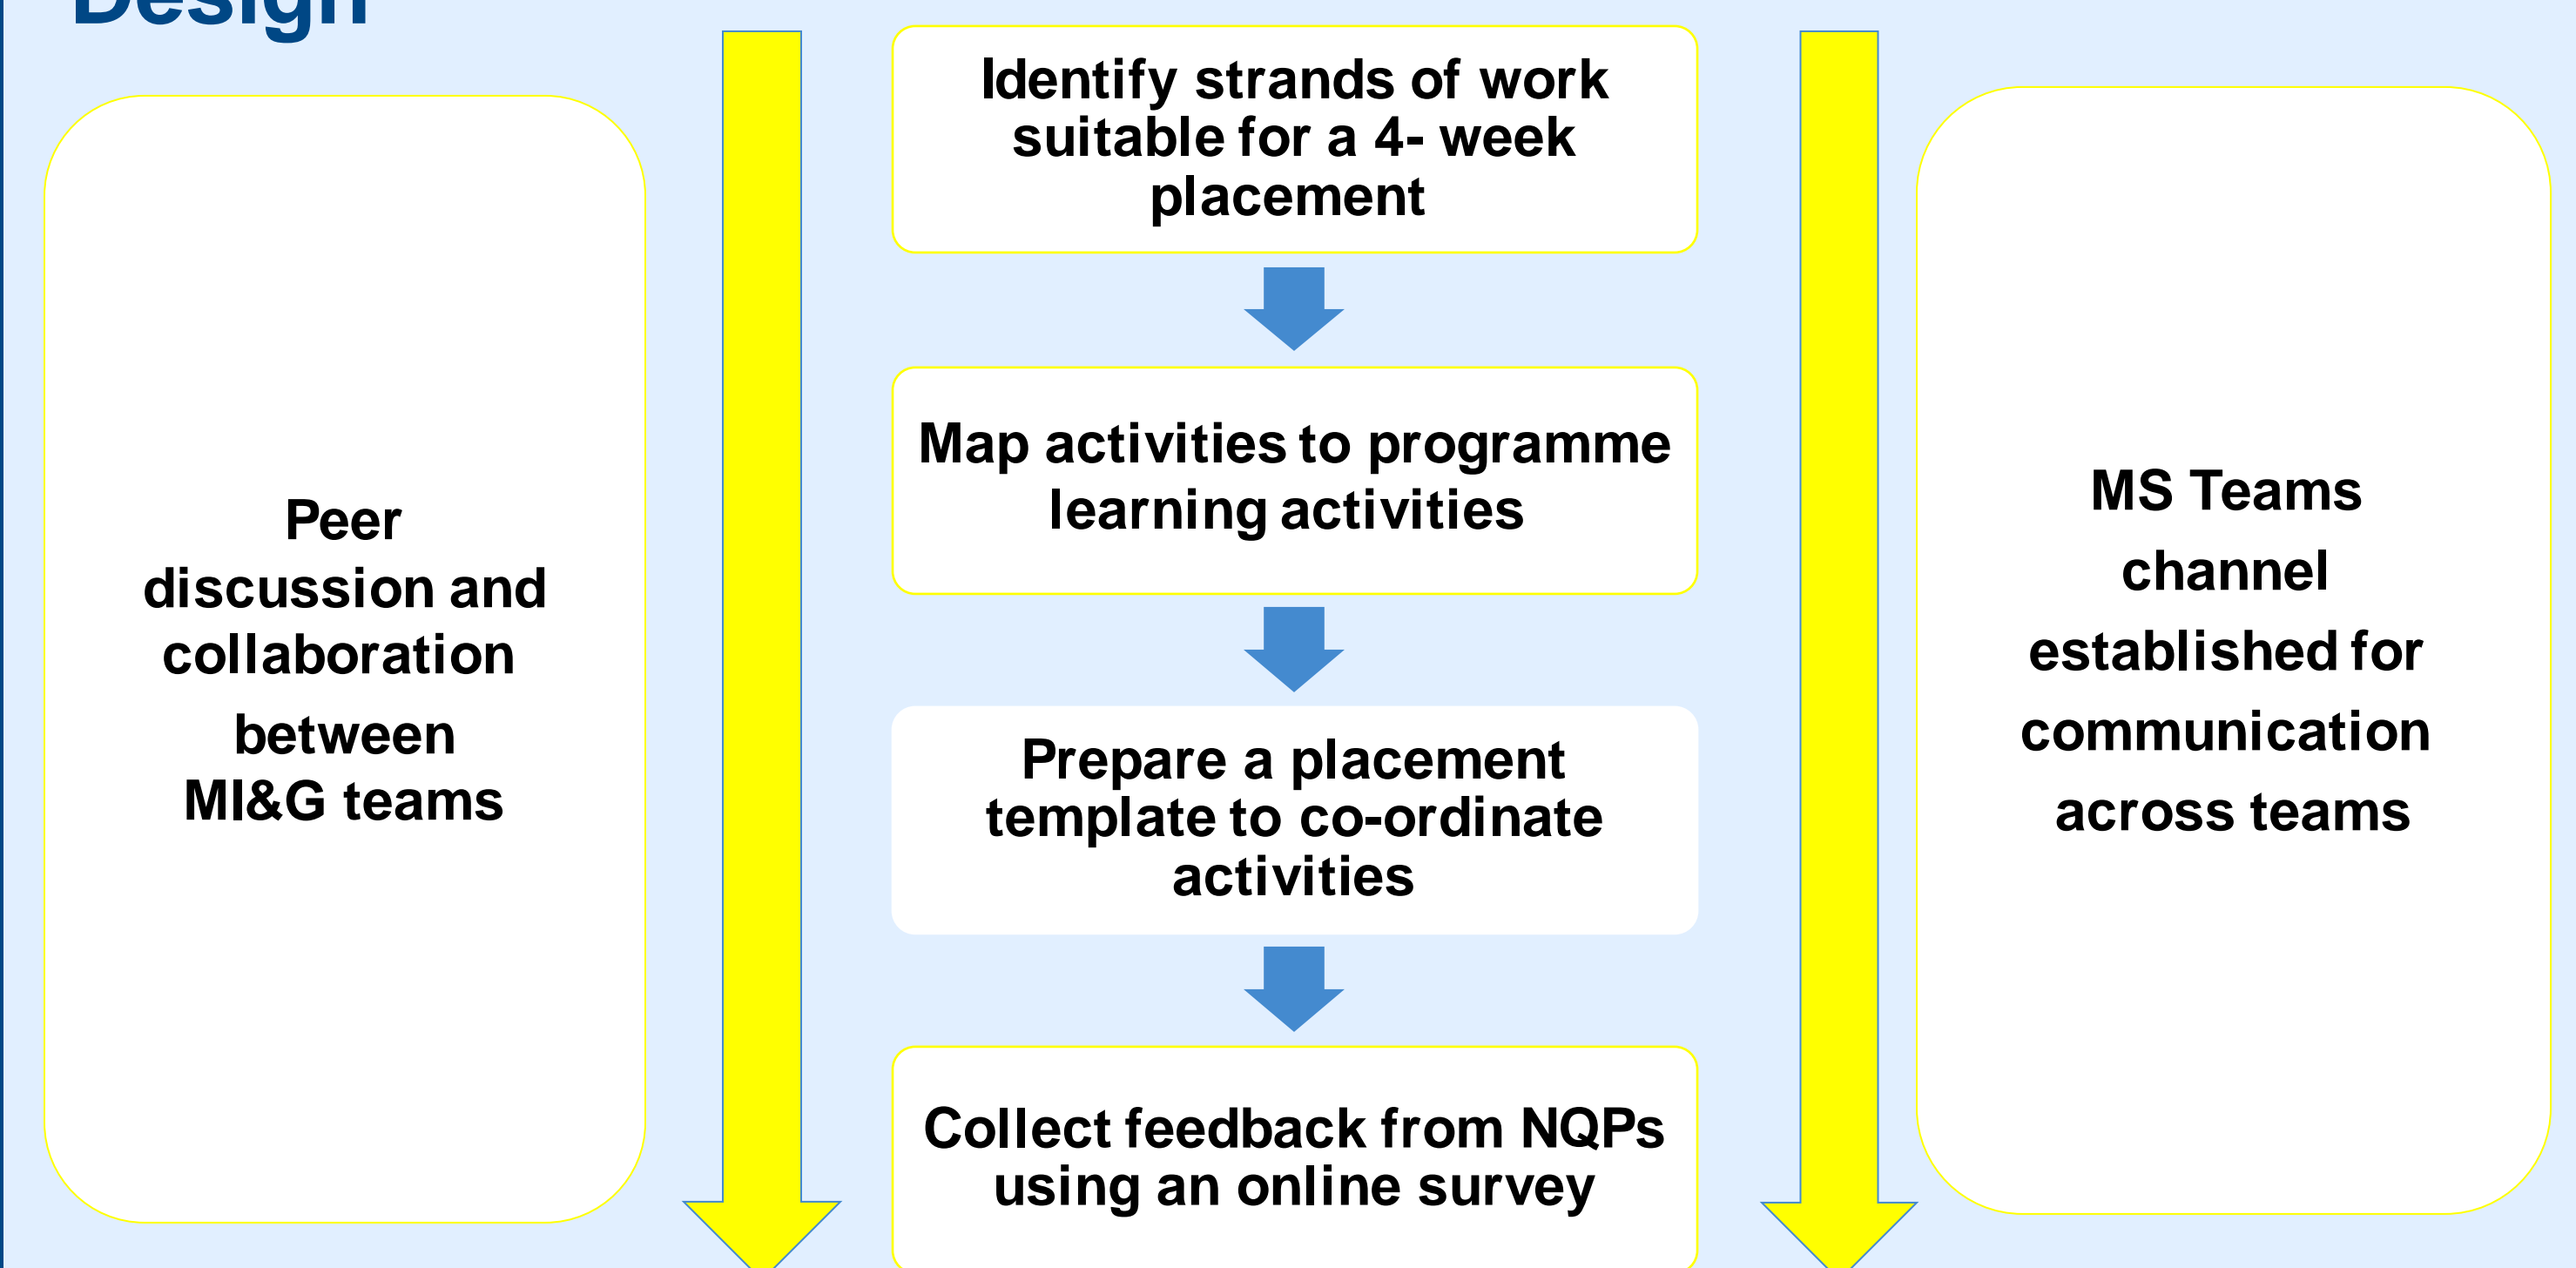 Design
Peer
discussion and
collaboration
between
MI&G teams
Identify strands of work
suitable for a 4- week
placement
Map activities to programme
learning activities
Prepare a placement
template to co-ordinate
activities
Collect feedback from NQPs
using an online survey
MS Teams
channel
established for
communication
across teams